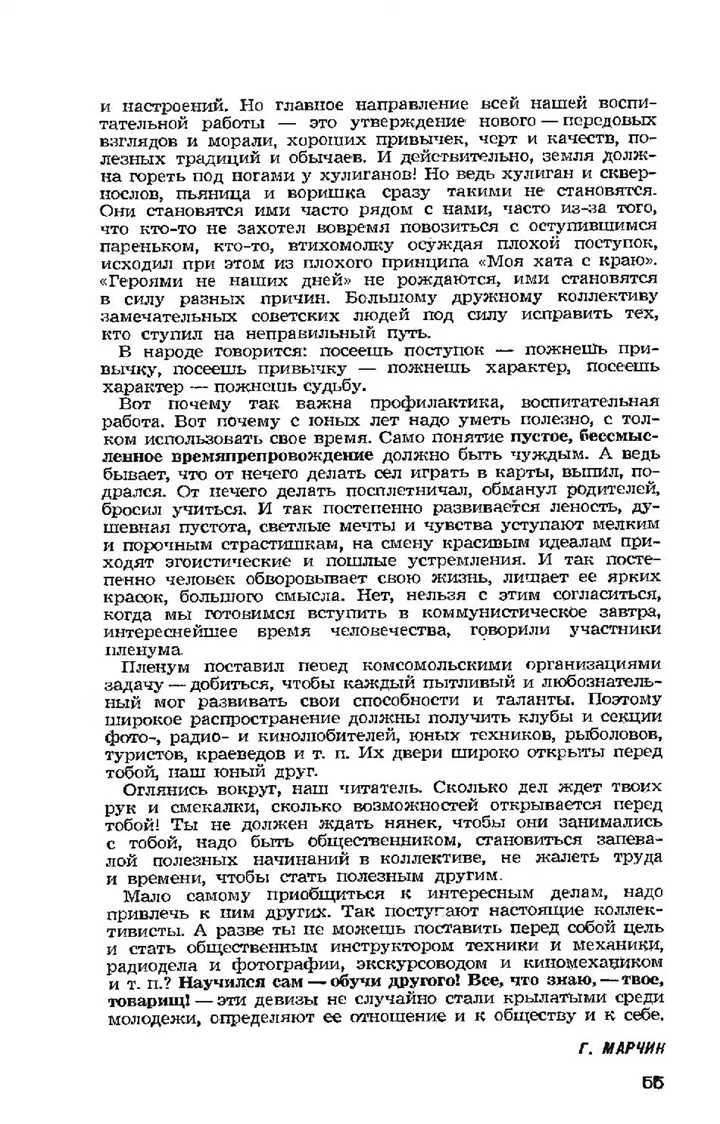 и настроений. Но главное направление всей нашей воспи-
тательной работы — это утверждение нового — передовых
взглядов и морали, хороших привычек, черт и качеств, по-
лезных традиций и обычаев. И действительно, земля долж-
на гореть под ногами у хулиганов! Но ведь хулиган и сквер-
нослов, пьяница и воришка сразу такими не становятся.
Они становятся ими часто рядом с нами, часто из-за того,
что кто-то не захотел вовремя повозиться с оступившимся
пареньком, кто-то, втихомолку осуждая плохой поступок,
исходил при этом из плохого принципа «Моя хата с краю».
«Героями не наших дней» не рождаются, ими становятся
в силу разных причин. Большому дружному коллективу
замечательных советских людей под силу исправить тех,
кто ступил на неправильный путь.
В народе говорится: посеешь поступок — пожнешь при-
вычку, посеешь привычку — пожнешь характер, посеешь
характер — пожнешь судьбу.
Вот почему так важна профилактика, воспитательная
работа. Вот почему с юных лет надо уметь полезно, с тол-
ком использовать свое время. Само понятие пустое, бессмыс-
ленное времяпрепровождение должно быть чуждым. А ведь
бывает, что от нечего делать сел играть в карты, выпил, по-
дрался. От нечего делать посплетничал, обманул родителей,
бросил учиться. И так постепенно развивается леность, ду-
шевная пустота, светлые мечты и чувства уступают мелким
и порочным страстишкам, на смену красивым идеалам при-
ходят эгоистические и пошлые устремления. И так посте-
пенно человек обворовывает свою жизнь, лишает ее ярких
красок, большого смысла. Нет, нельзя с этим согласиться,
когда мы готовимся вступить в коммунистическое завтра,
интереснейшее время человечества, говорили участники
пленума.
Пленум поставил перед комсомольскими организациями
задачу — добиться, чтобы каждый пытливый и любознатель-
ный мог развивать свои способности и таланты. Поэтому
широкое распространение должны получить клубы и секции
фото-, радио- и кинолюбителей, юных техников, рыболовов,
туристов, краеведов и т. п. Их двери широко открыты перед
тобой, наш юный друг.
Оглянись вокруг, наш читатель. Сколько дел ждет твоих
рук и смекалки, сколько возможностей открывается перед
тобой! Ты не должен ждать нянек, чтобы они занимались
с тобой, надо быть общественником, становиться запева-
лой полезных начинаний в коллективе, не жалеть труда
и времени, чтобы стать полезным другим.
Мало самому приобщиться к интересным делам, надо
привлечь к ним других. Так поступают настоящие коллек-
тивисты. А разве ты не можешь поставить перед собой цель
и стать общественным инструктором техники и механики,
радиодела и фотографии, экскурсоводом и киномехаником
и т. п.? Научился сам — обучи другого! Все, что знаю, — твое,
товарищ! — эти девизы не случайно стали крылатыми среди
молодежи, определяют ее отношение и к обществу и к себе.
Г. МАРЧИН
55